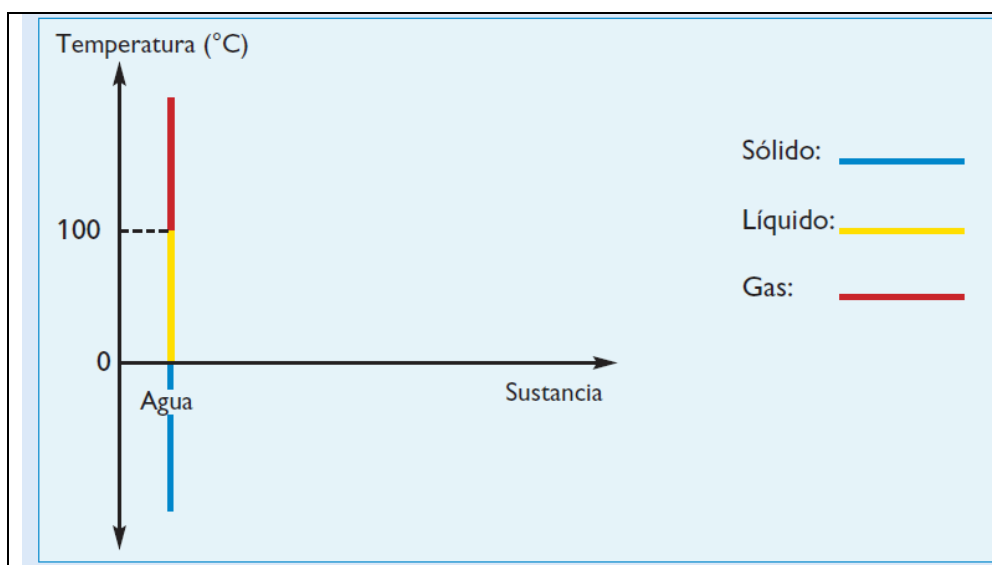 Temperatura (°C)
Sólido:
100
Líquido:
Gas:
0
Agua
Sustancia